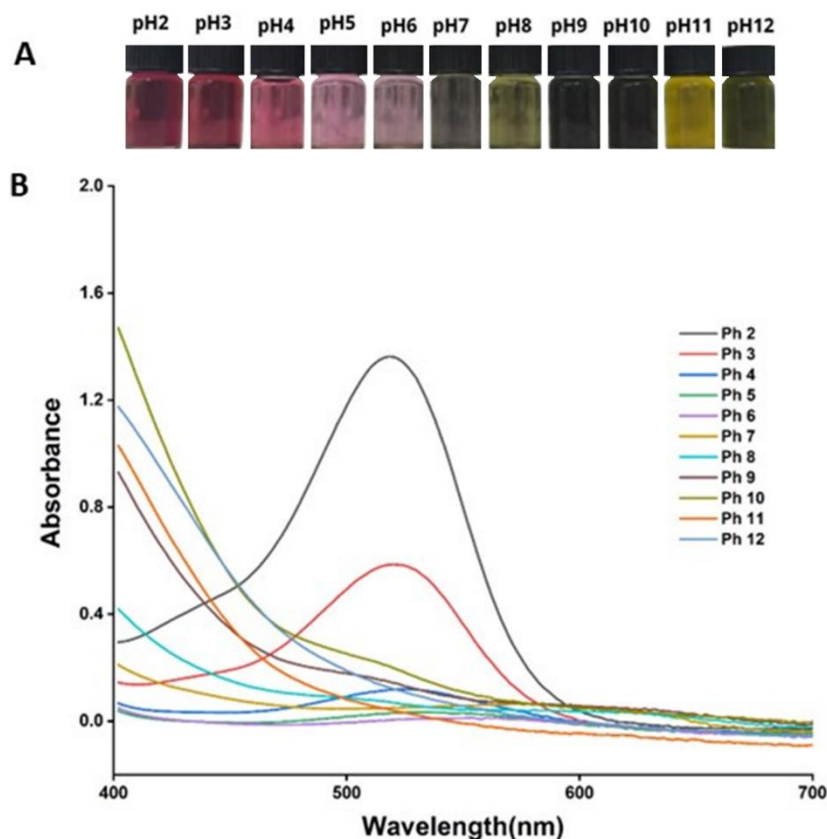 pH2 pH3 pH4 pH5 pH6 pH7 pH8 pH9 pH10 pH11 pH12
A
B
2.0
1.6
1.2
0.8
0.4
0.0
Absorbance
Ph 2
Ph 3
Ph 4
Ph 5
Ph 6
Ph 7
Ph 8
Ph 9
Ph 10
Ph 11
Ph 12
400 500 600 700
Wavelength(nm)